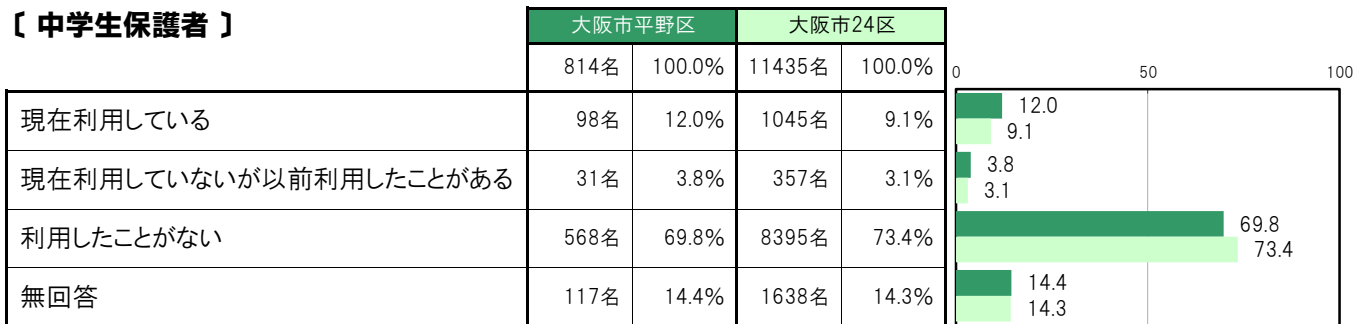 〔 中学生保護者 〕
大阪市平野区 大阪市24区
814名 100.0% 11435名 100.0%
0 50 100
現在利用している 98名 12.0% 1045名 9.1%
12.0
9.1
現在利用していないが以前利用したことがある 31名 3.8% 357名 3.1%
3.8
3.1
利用したことがない 568名 69.8% 8395名 73.4%
69.8
73.4
無回答 117名 14.4% 1638名 14.3%
14.4
14.3